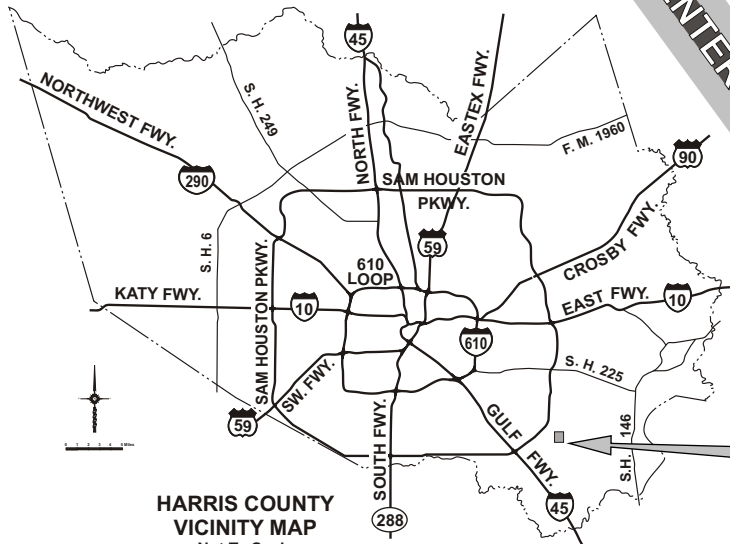 ENTER
45
NORTHWEST FWY.
S. H. 249
NORTH FWY.
EASTEX FWY.
F. M. 1960
90
290
SAM HOUSTON
PKWY.
S. H. 6
59
CROSBY FWY.
610
LOOP
KATY FWY.
SAM HOUSTON PKWY.
10
EAST FWY.
10
610
S. H. 225
SW. FWY.
59
SOUTH FWY.
GULF FWY.
S.H. 146
HARRIS COUNTY
VICINITY MAP
288
45